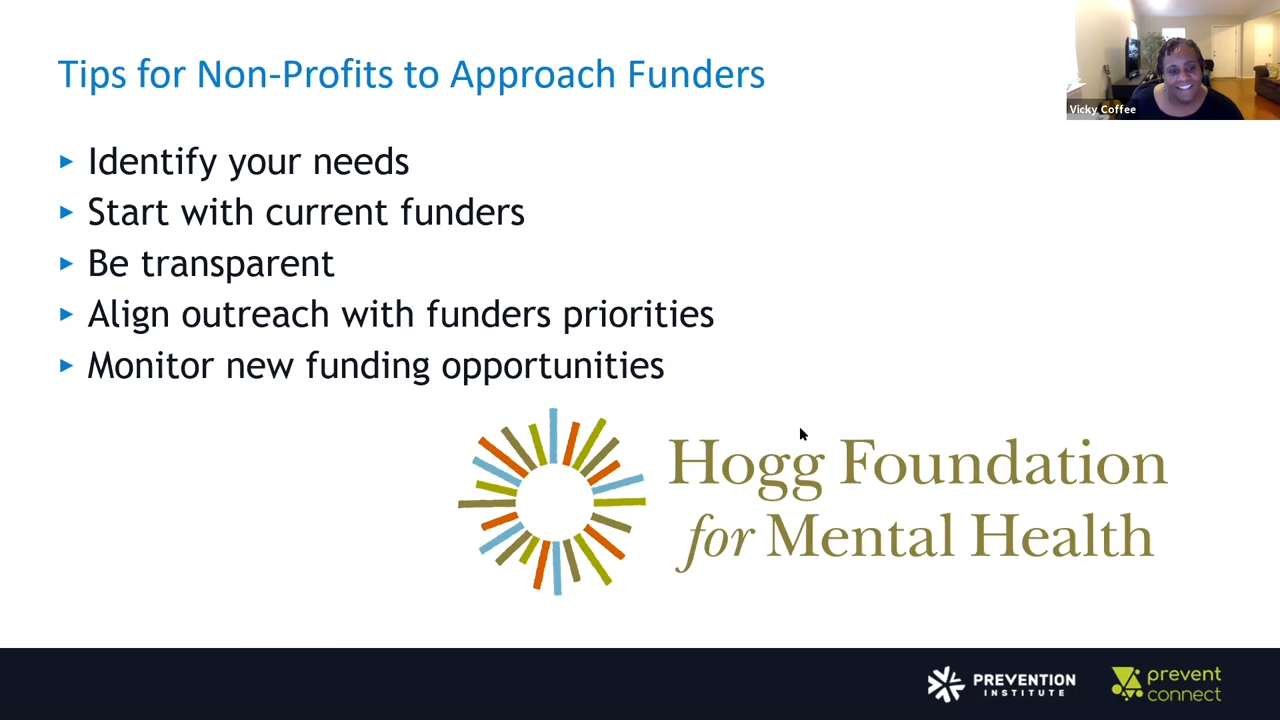 Tips for Non-Profits to Approach Funders
Vicky Coffee
Identify your needs
Start with current funders
Be transparent
Align outreach with funders priorities
Monitor new funding opportunities
Hogg Foundation
for Mental Health
PREVENTION
INSTITUTE
prevent
connect